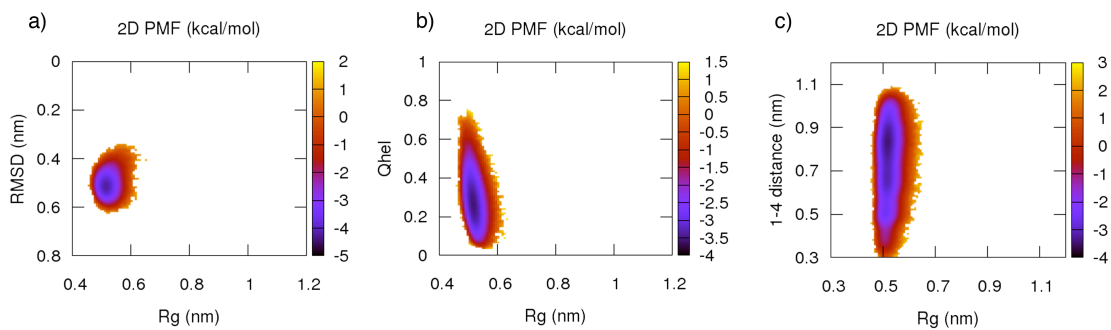 a)
2D PMF (kcal/mol)
RMSD (nm)
0
0.2
0.4
0.6
0.8
0.4 0.6 0.8 1 1.2
Rg (nm)
2
1
0
-1
-2
-3
-4
-5
b)
2D PMF (kcal/mol)
Qhel
1
0.8
0.6
0.4
0.2
0
0.4 0.6 0.8 1 1.2
Rg (nm)
1.5
1
0.5
0
-0.5
-1
-1.5
-2
-2.5
-3
-3.5
-4
c)
2D PMF (kcal/mol)
1-4 distance (nm)
1.1
0.9
0.7
0.5
0.3
0.3 0.5 0.7 0.9 1.1
Rg (nm)
3
2
1
0
-1
-2
-3
-4